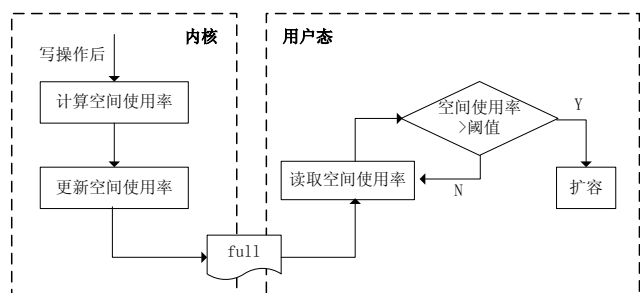 内核
用户态
写操作后
计算空间使用率
更新空间使用率
full
读取空间使用率
空间使用率
>阈值
Y
N
扩容